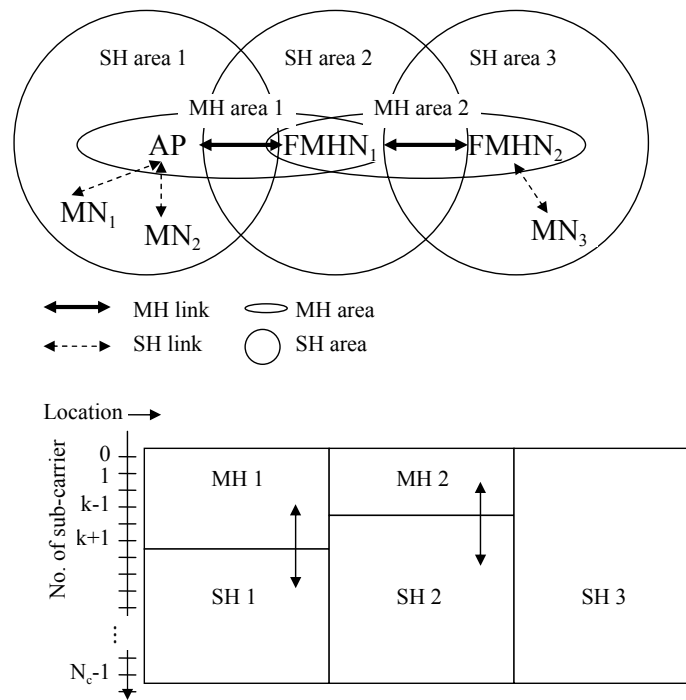 SH area 1
SH area 2
SH area 3
MH area 1
MH area 2
AP
FMHN₁
FMHN₂
MN₁
MN₂
MN₃
MH link
MH area
SH link
SH area
Location
No. of sub-carrier
0
1
k-1
k+1
⋮
N_c-1
MH 1
MH 2
SH 1
SH 2
SH 3